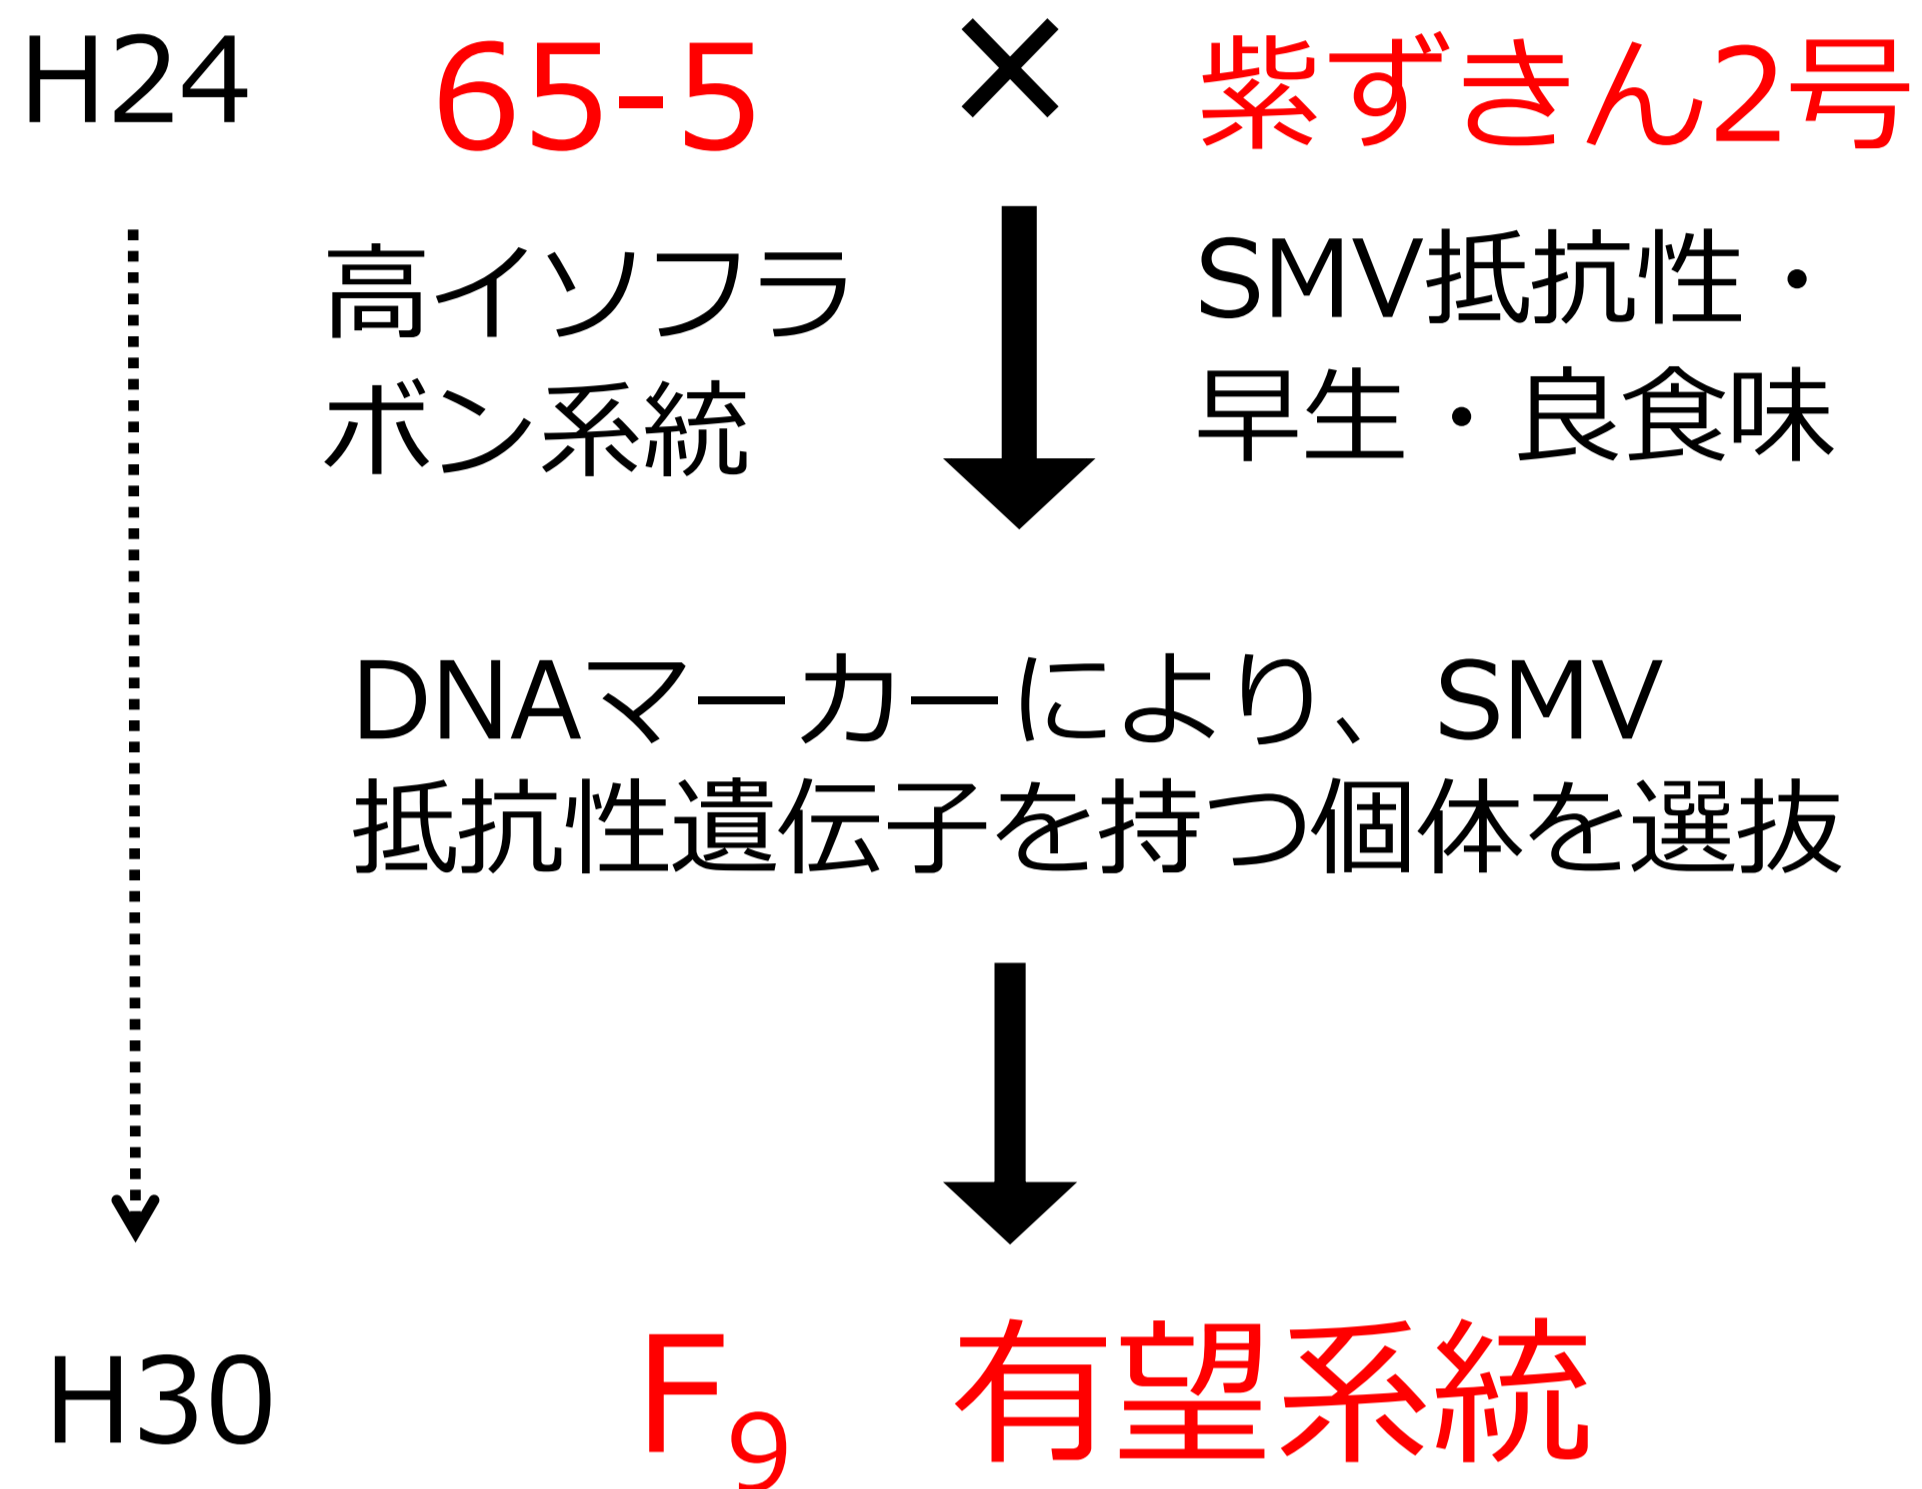 H24 65-5 × 紫ずきん2号
高イソフラ
ボン系統
SMV抵抗性・
早生・良食味
DNAマーカーにより、SMV
抵抗性遺伝子を持つ個体を選抜
H30 F9 有望系統